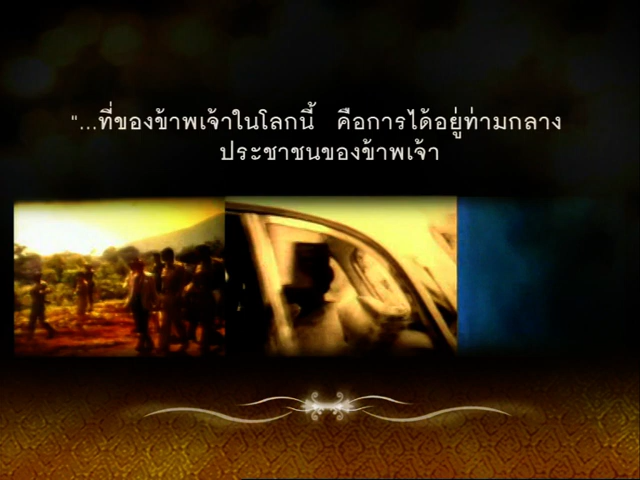 "...ที่ของข้าพเจ้าในโลกนี้ คือการได้อยู่ท่ามกลาง
ประชาชนของข้าพเจ้า